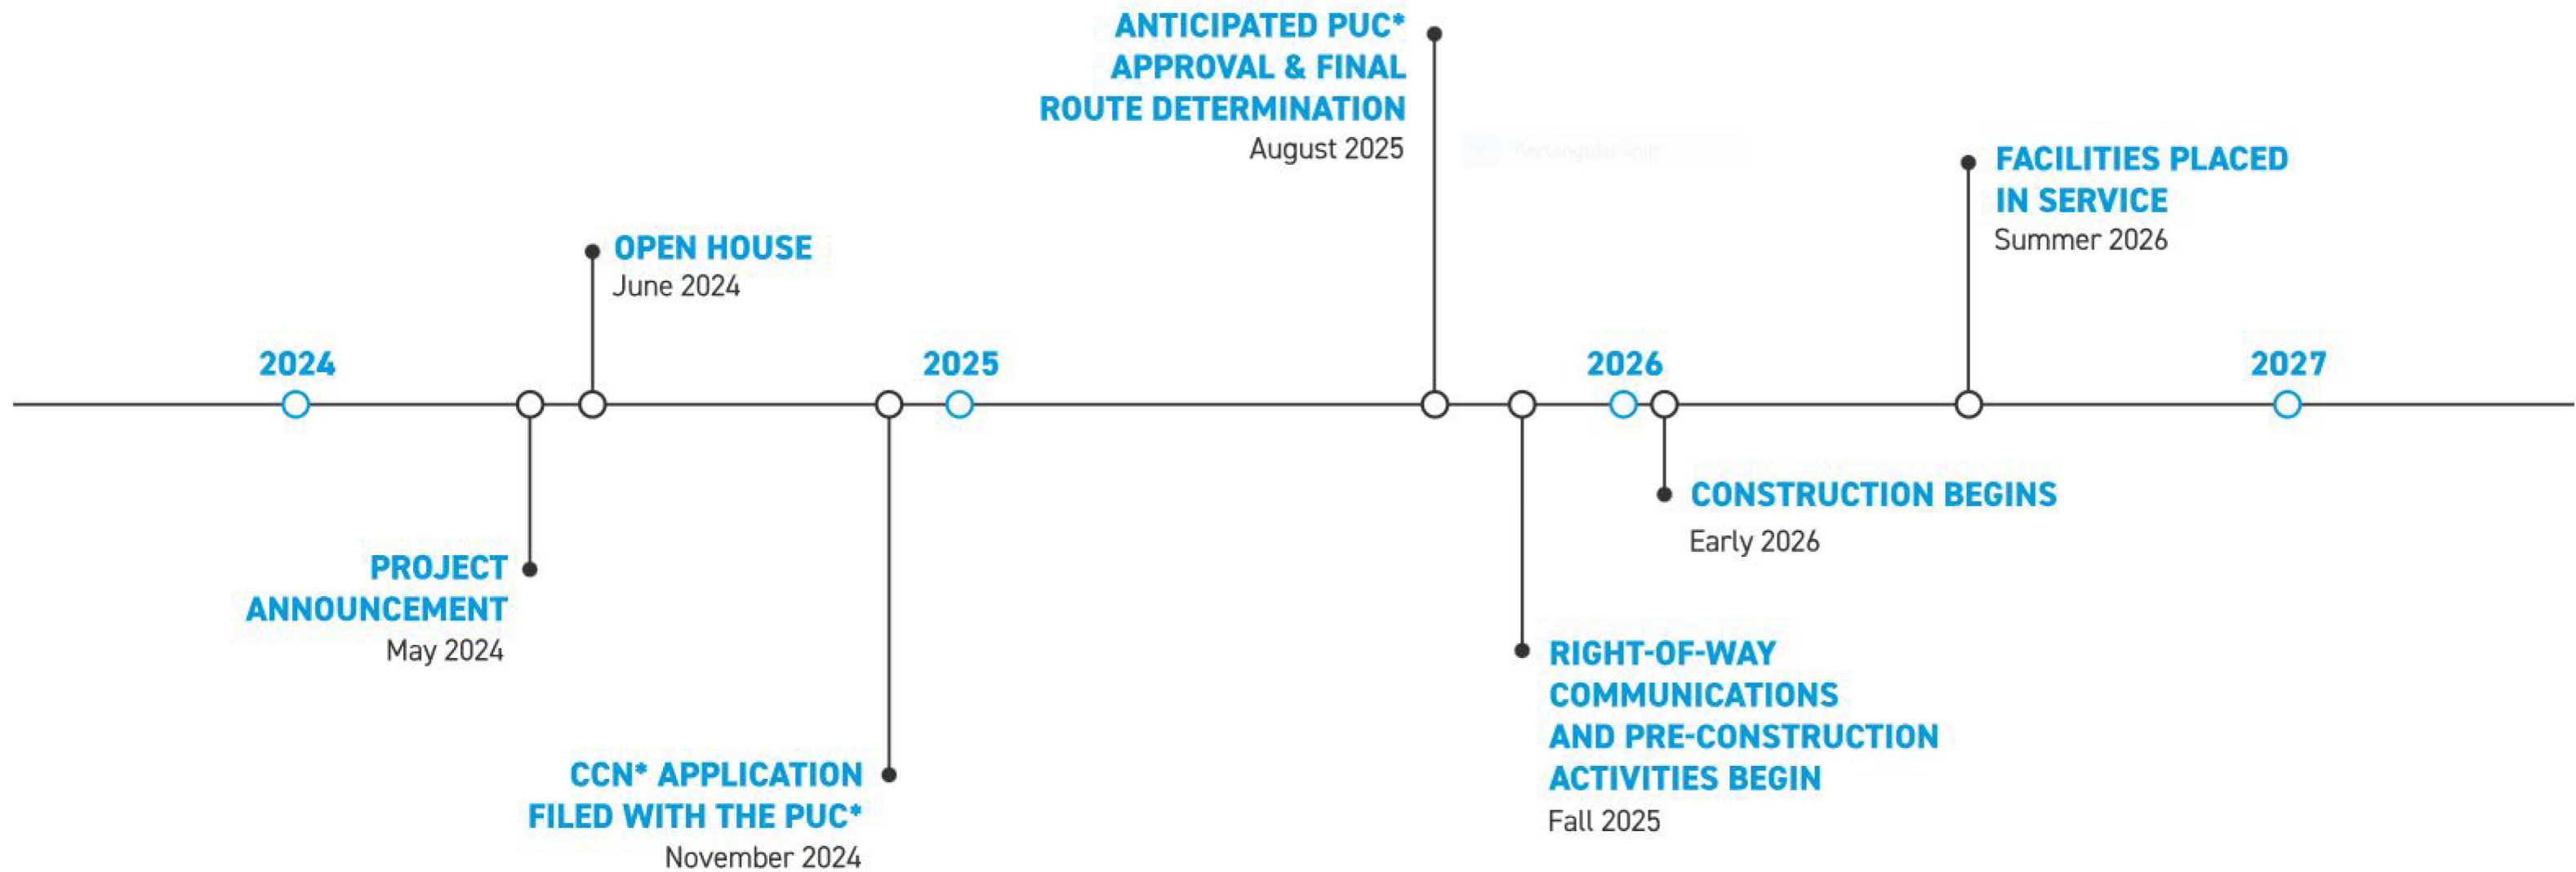 ANTICIPATED PUC*
APPROVAL & FINAL
ROUTE DETERMINATION
August 2025
FACILITIES PLACED
IN SERVICE
Summer 2026
OPEN HOUSE
June 2024
2024
2025
2026
2027
CONSTRUCTION BEGINS
Early 2026
PROJECT
ANNOUNCEMENT
May 2024
RIGHT-OF-WAY
COMMUNICATIONS
AND PRE-CONSTRUCTION
ACTIVITIES BEGIN
Fall 2025
CCN* APPLICATION
FILED WITH THE PUC*
November 2024